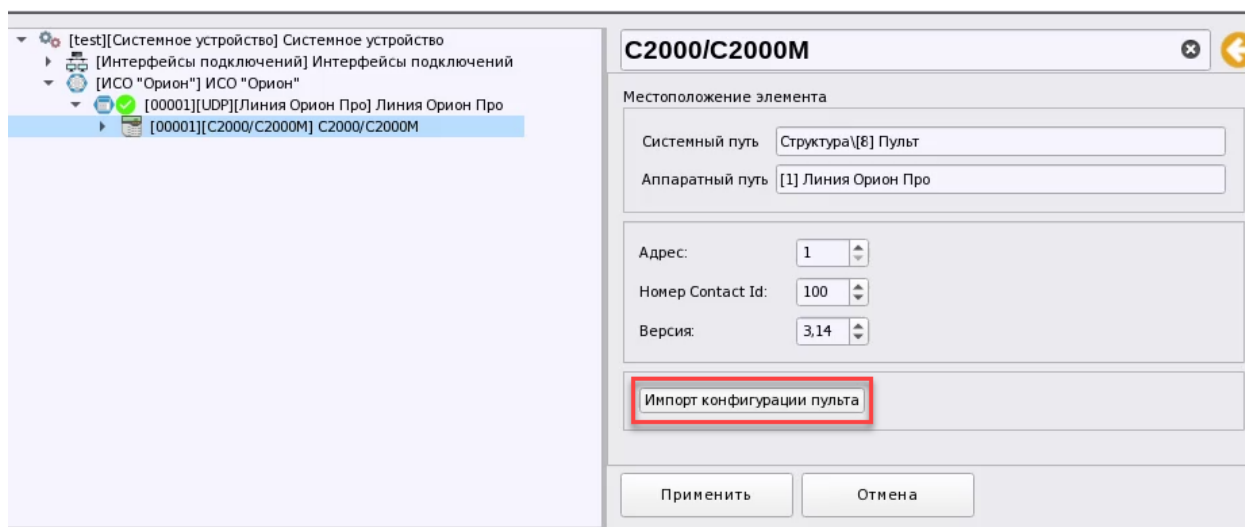 [test][Системное устройство] Системное устройство
[Интерфейсы подключений] Интерфейсы подключений
[ИСО "Орион"] ИСО "Орион"
[00001][UDP][Линия Орион Про] Линия Орион Про
[00001][С2000/С2000М] С2000/С2000М
С2000/С2000М
Местоположение элемента
Системный путь Структура\[8] Пульт
Аппаратный путь [1] Линия Орион Про
Адрес: 1
Номер Contact Id: 100
Версия: 3,14
Импорт конфигурации пульта
Применить Отмена